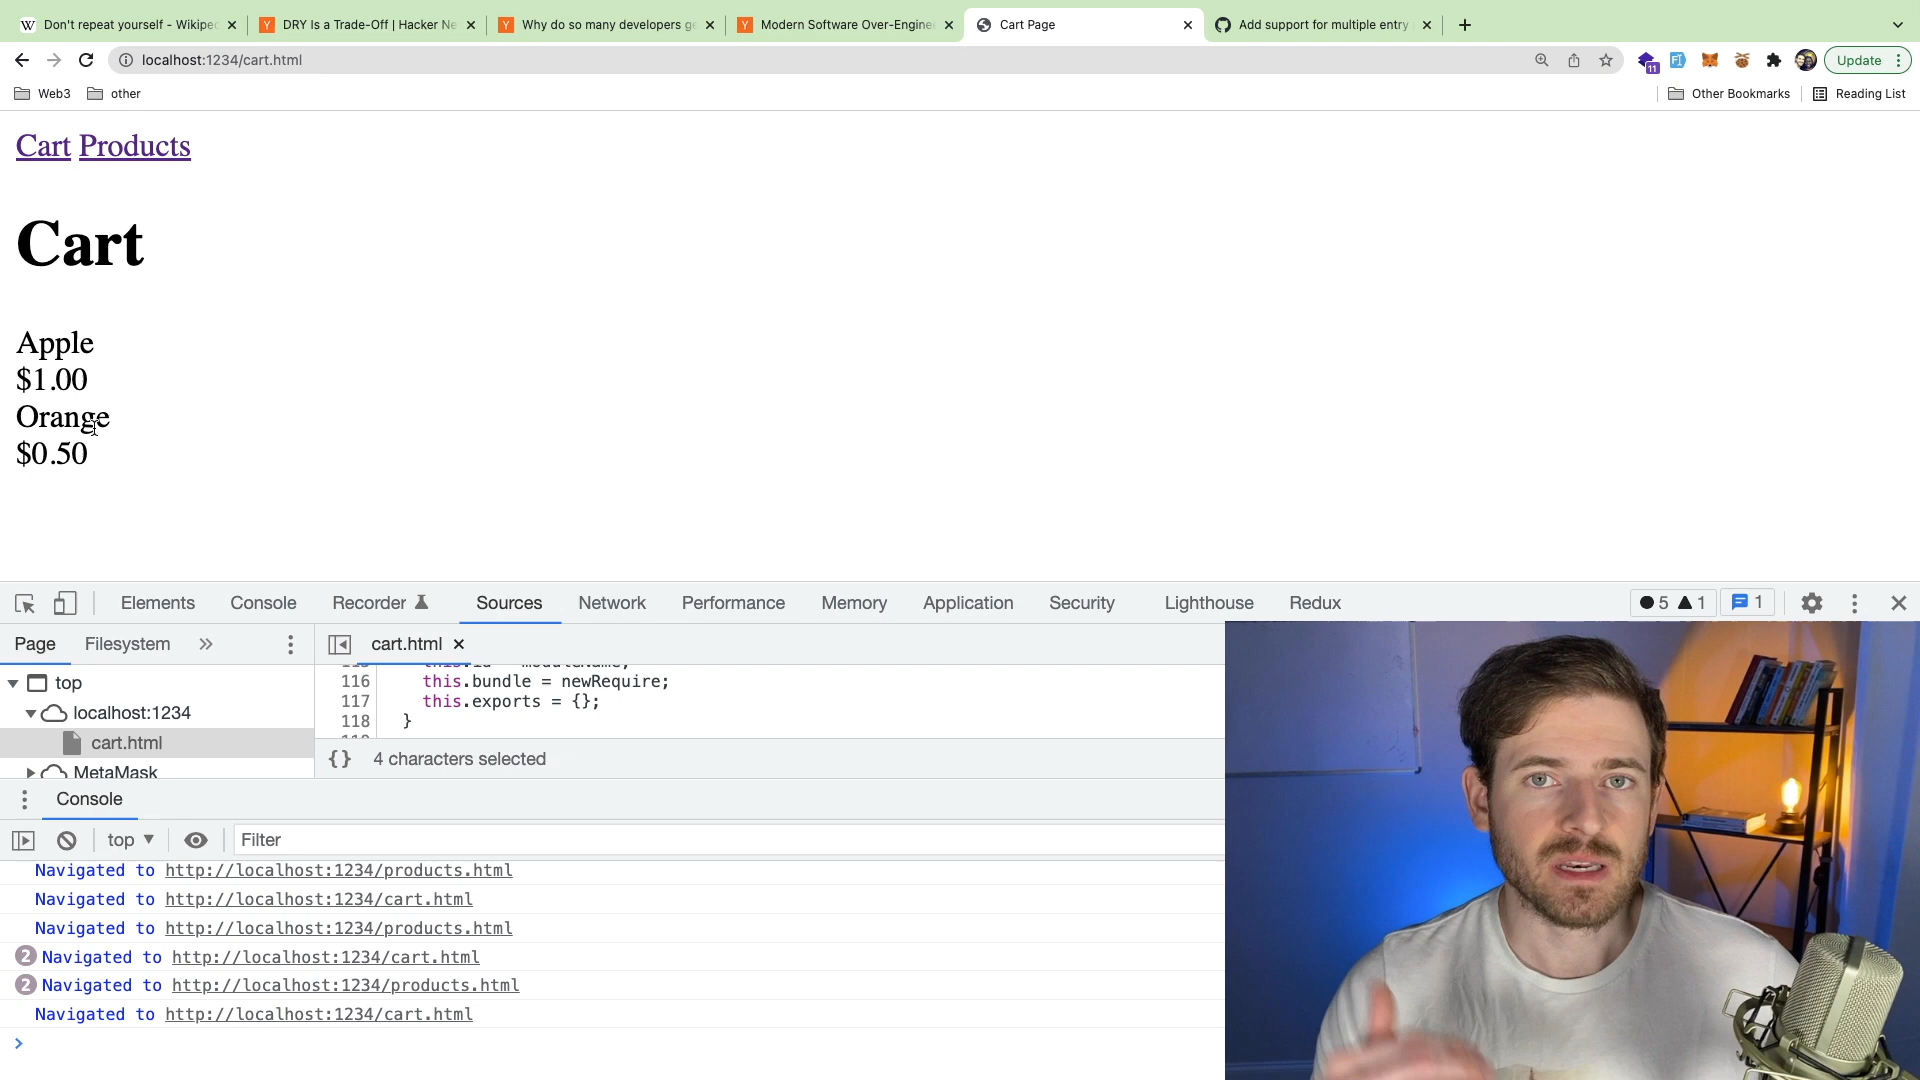 Don't repeat yourself - Wikiped
DRY Is a Trade-Off | Hacker Ne
Why do so many developers ge
Modern Software Over-Enginee
Cart Page
Add support for multiple entry
localhost:1234/cart.html
11
Update
Web3
other
Other Bookmarks
Reading List
Cart Products
Cart
Apple
$1.00
Orange
$0.50
Elements
Console
Recorder
Sources
Network
Performance
Memory
Application
Security
Lighthouse
Redux
5
1
1
Page
Filesystem
cart.html
top
localhost:1234
cart.html
MetaMask
116 this.bundle = newRequire;
117 this.exports = {};
118 }
{} 4 characters selected
Console
top
Filter
Navigated to http://localhost:1234/products.html
Navigated to http://localhost:1234/cart.html
Navigated to http://localhost:1234/products.html
2 Navigated to http://localhost:1234/cart.html
2 Navigated to http://localhost:1234/products.html
Navigated to http://localhost:1234/cart.html